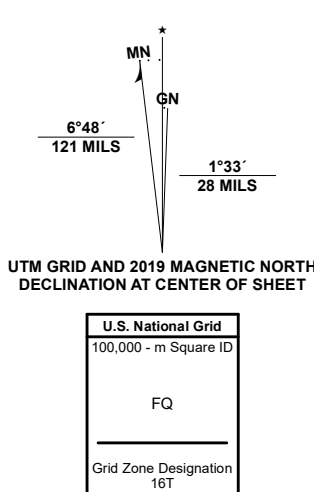 ★
MN
GN
6°48´
121 MILS
1°33´
28 MILS
UTM GRID AND 2019 MAGNETIC NORTH
DECLINATION AT CENTER OF SHEET
U.S. National Grid
100,000 - m Square ID
FQ
Grid Zone Designation
16T